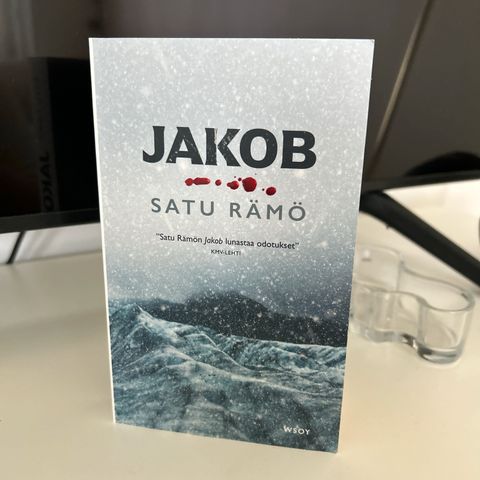 JAKOB
SATU RÄMÖ
"Satu Rämön Jakob lunastaa odotukset"
KMV-LEHTI
WSOY